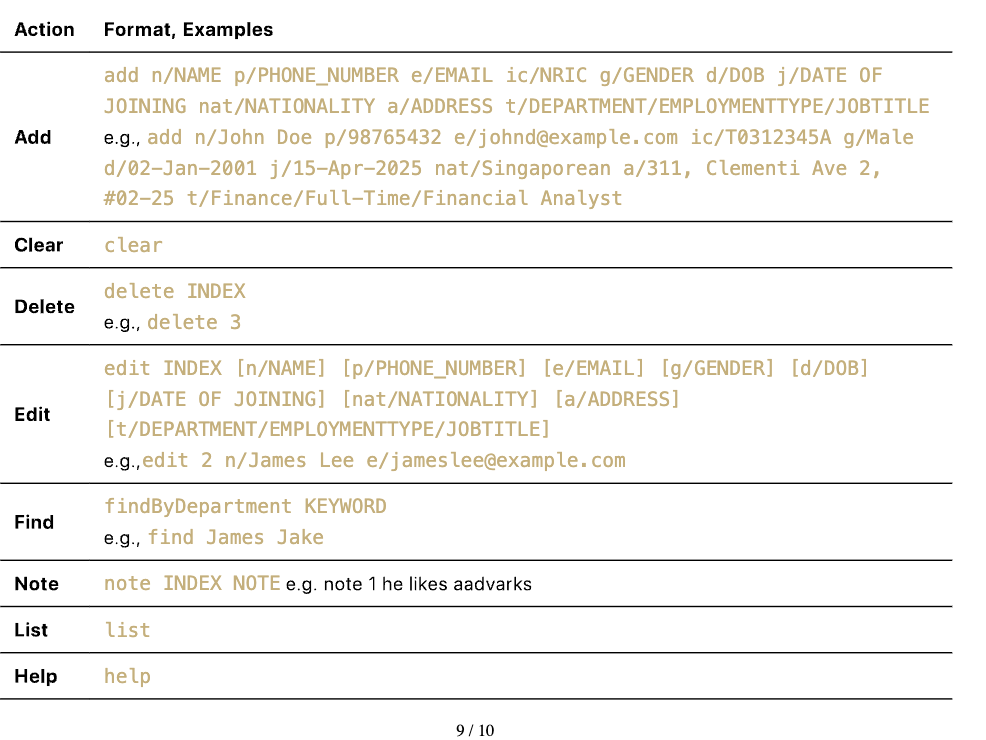 Action Format, Examples
add n/NAME p/PHONE_NUMBER e/EMAIL ic/NRIC g/GENDER d/DOB j/DATE OF
JOINING nat/NATIONALITY a/ADDRESS t/DEPARTMENT/EMPLOYMENTTYPE/JOBTITLE
Add e.g., add n/John Doe p/98765432 e/johnd@example.com ic/T0312345A g/Male
d/02-Jan-2001 j/15-Apr-2025 nat/Singaporean a/311, Clementi Ave 2,
#02-25 t/Finance/Full-Time/Financial Analyst
Clear clear
Delete delete INDEX
e.g., delete 3
edit INDEX [n/NAME] [p/PHONE_NUMBER] [e/EMAIL] [g/GENDER] [d/DOB]
[j/DATE OF JOINING] [nat/NATIONALITY] [a/ADDRESS]
Edit [t/DEPARTMENT/EMPLOYMENTTYPE/JOBTITLE]
e.g.,edit 2 n/James Lee e/jameslee@example.com
Find findByDepartment KEYWORD
e.g., find James Jake
Note note INDEX NOTE e.g. note 1 he likes aadvarks
List list
Help help
9 / 10